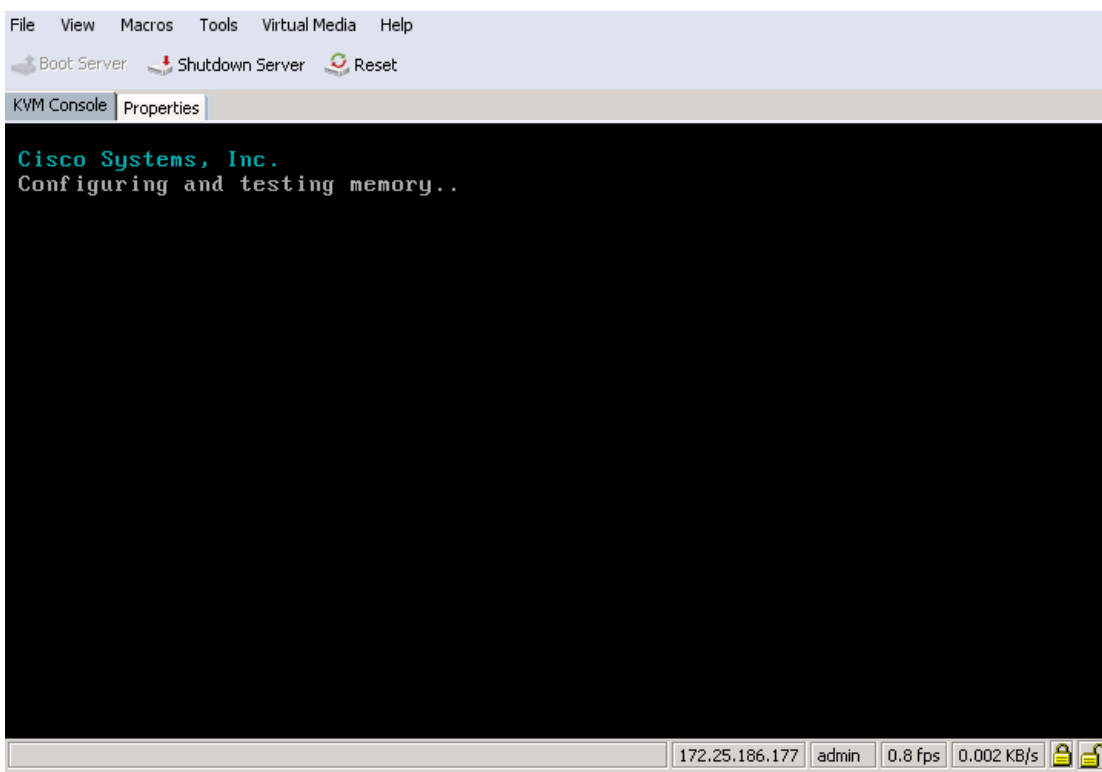 File View Macros Tools Virtual Media Help
Boot Server Shutdown Server Reset
KVM Console Properties
Cisco Systems, Inc.
Configuring and testing memory..
172.25.186.177 admin 0.8 fps 0.002 KB/s